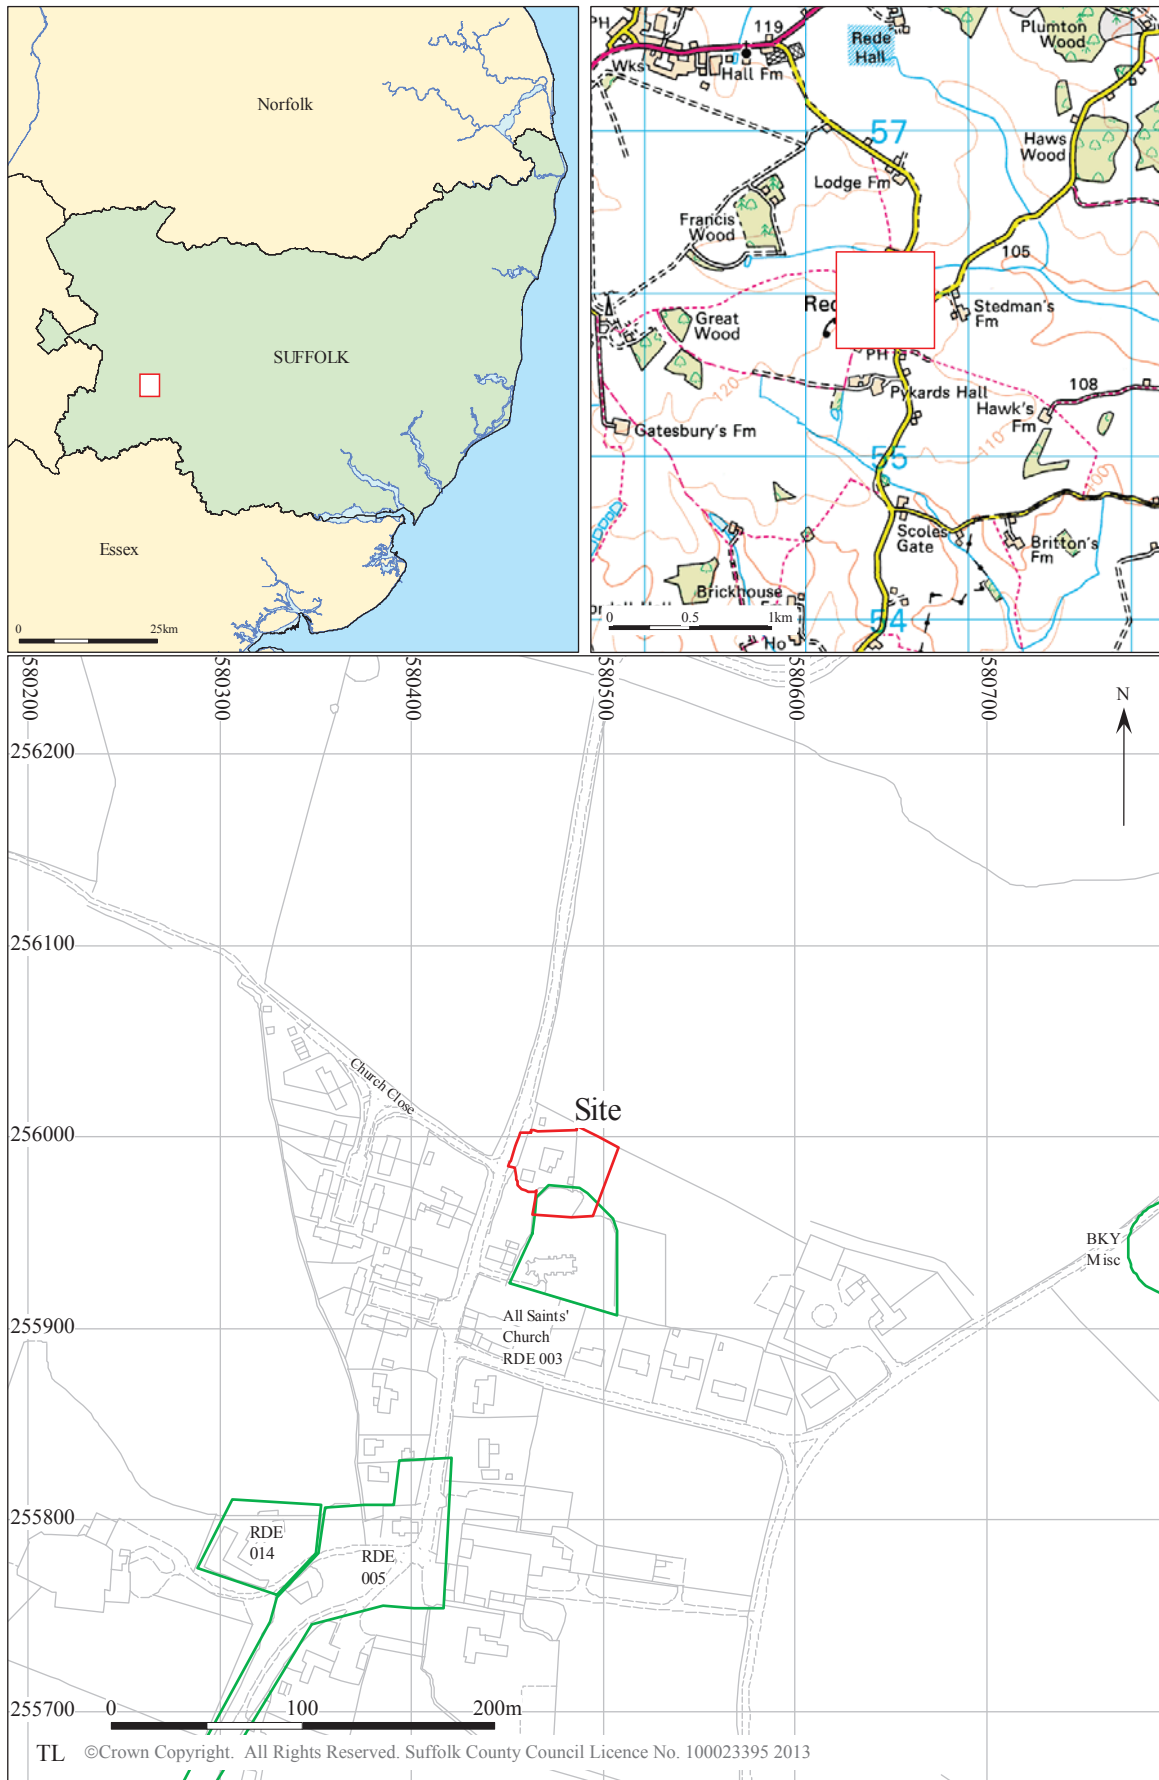 Norfolk
SUFFOLK
Essex
0 25km
PH
119
Wks
Hall Fm
Rede
Hall
Plumton
Wood
57
Haws
Wood
Lodge Fm
Francis
Wood
105
Stedman's
Fm
Great
Wood
PH
120
Pykards Hall
108
Hawk's
Fm
Gatesbury's Fm
110
55
Scoles
Gate
Britton's
Fm
Brickhouse
54
Ho
0 0.5 1km
580200
580300
580400
580500
580600
580700
N
256200
256100
Church Close
Site
256000
BKY
Misc
All Saints'
Church
RDE 003
255900
255800
RDE
014
RDE
005
255700
0 100 200m
TL ©Crown Copyright. All Rights Reserved. Suffolk County Council Licence No. 100023395 2013